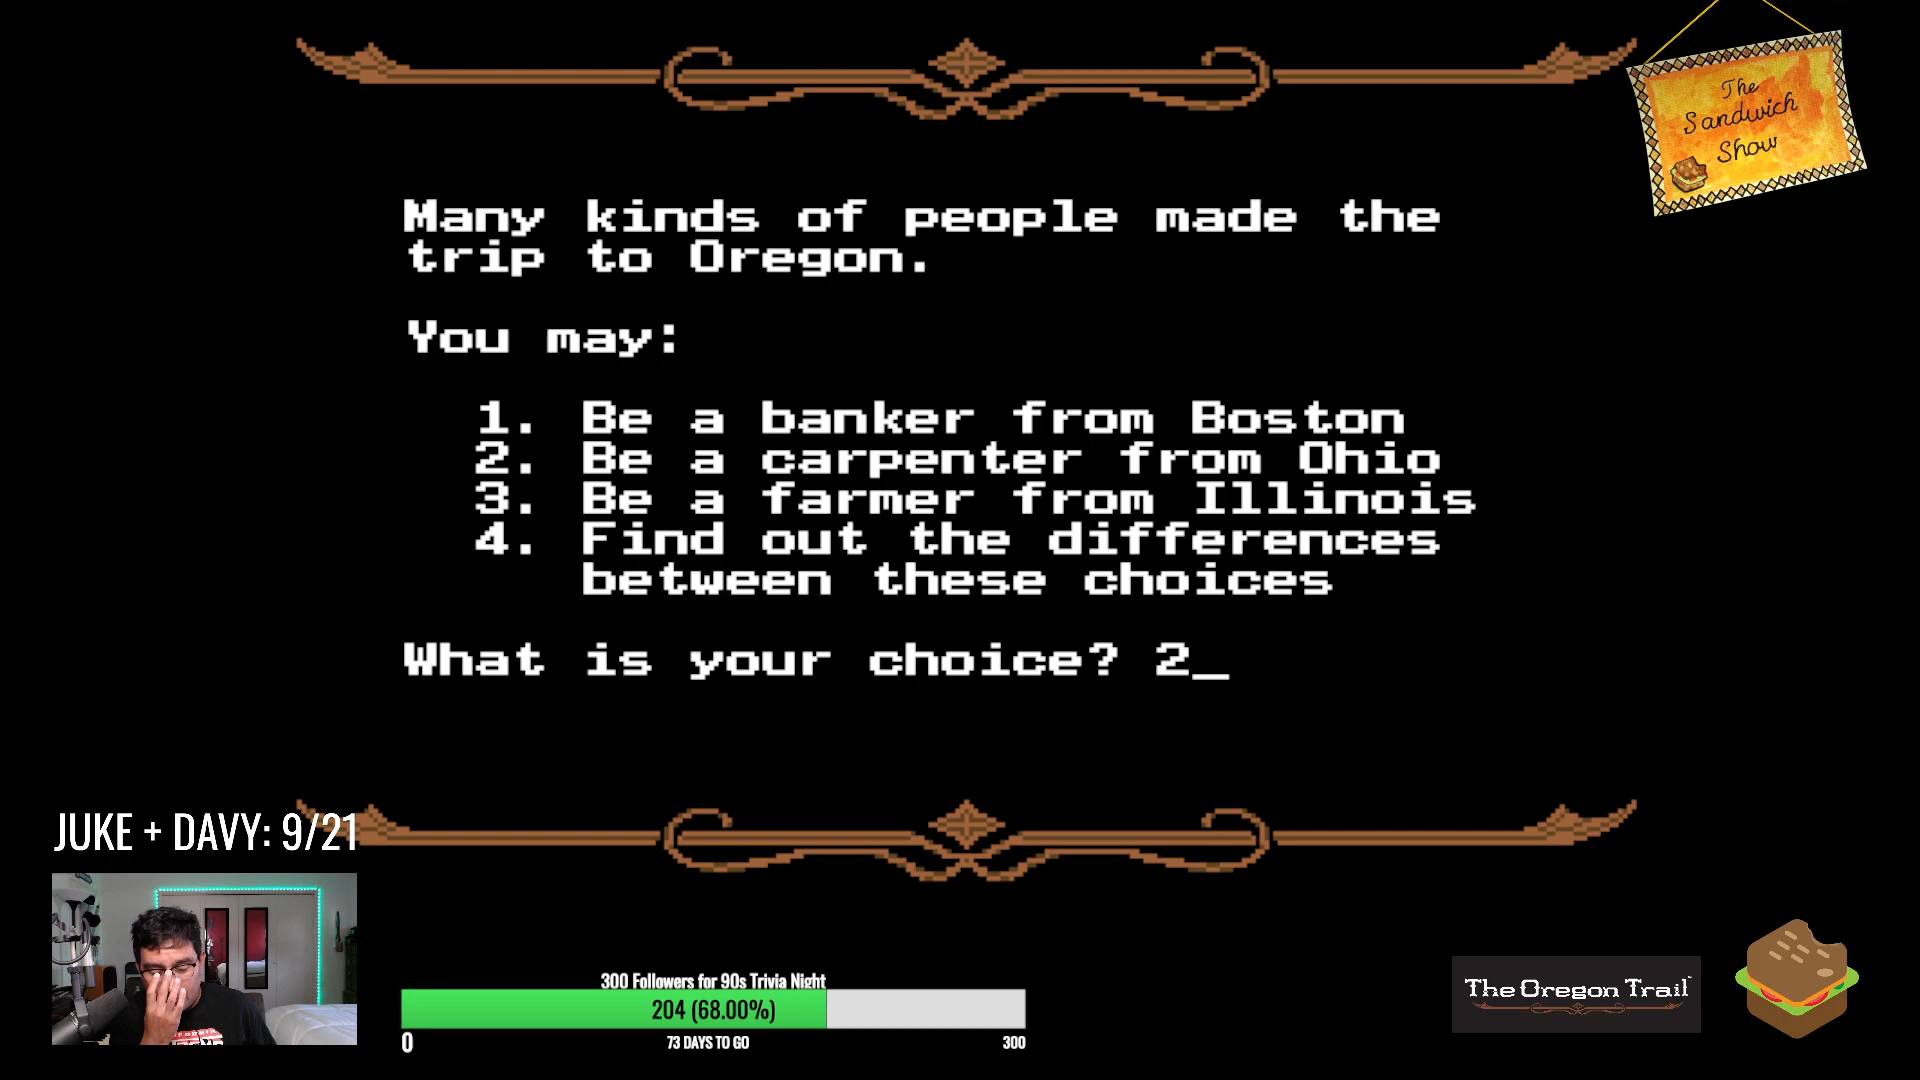 The
Sandwich
Show
Many kinds of people made the
trip to Oregon.
You may:
1. Be a banker from Boston
2. Be a carpenter from Ohio
3. Be a farmer from Illinois
4. Find out the differences
between these choices
What is your choice? 2_
JUKE + DAVY: 9/21
300 Followers for 90s Trivia Night
204 (68.00%)
0
73 DAYS TO GO
300
The Oregon Trail™